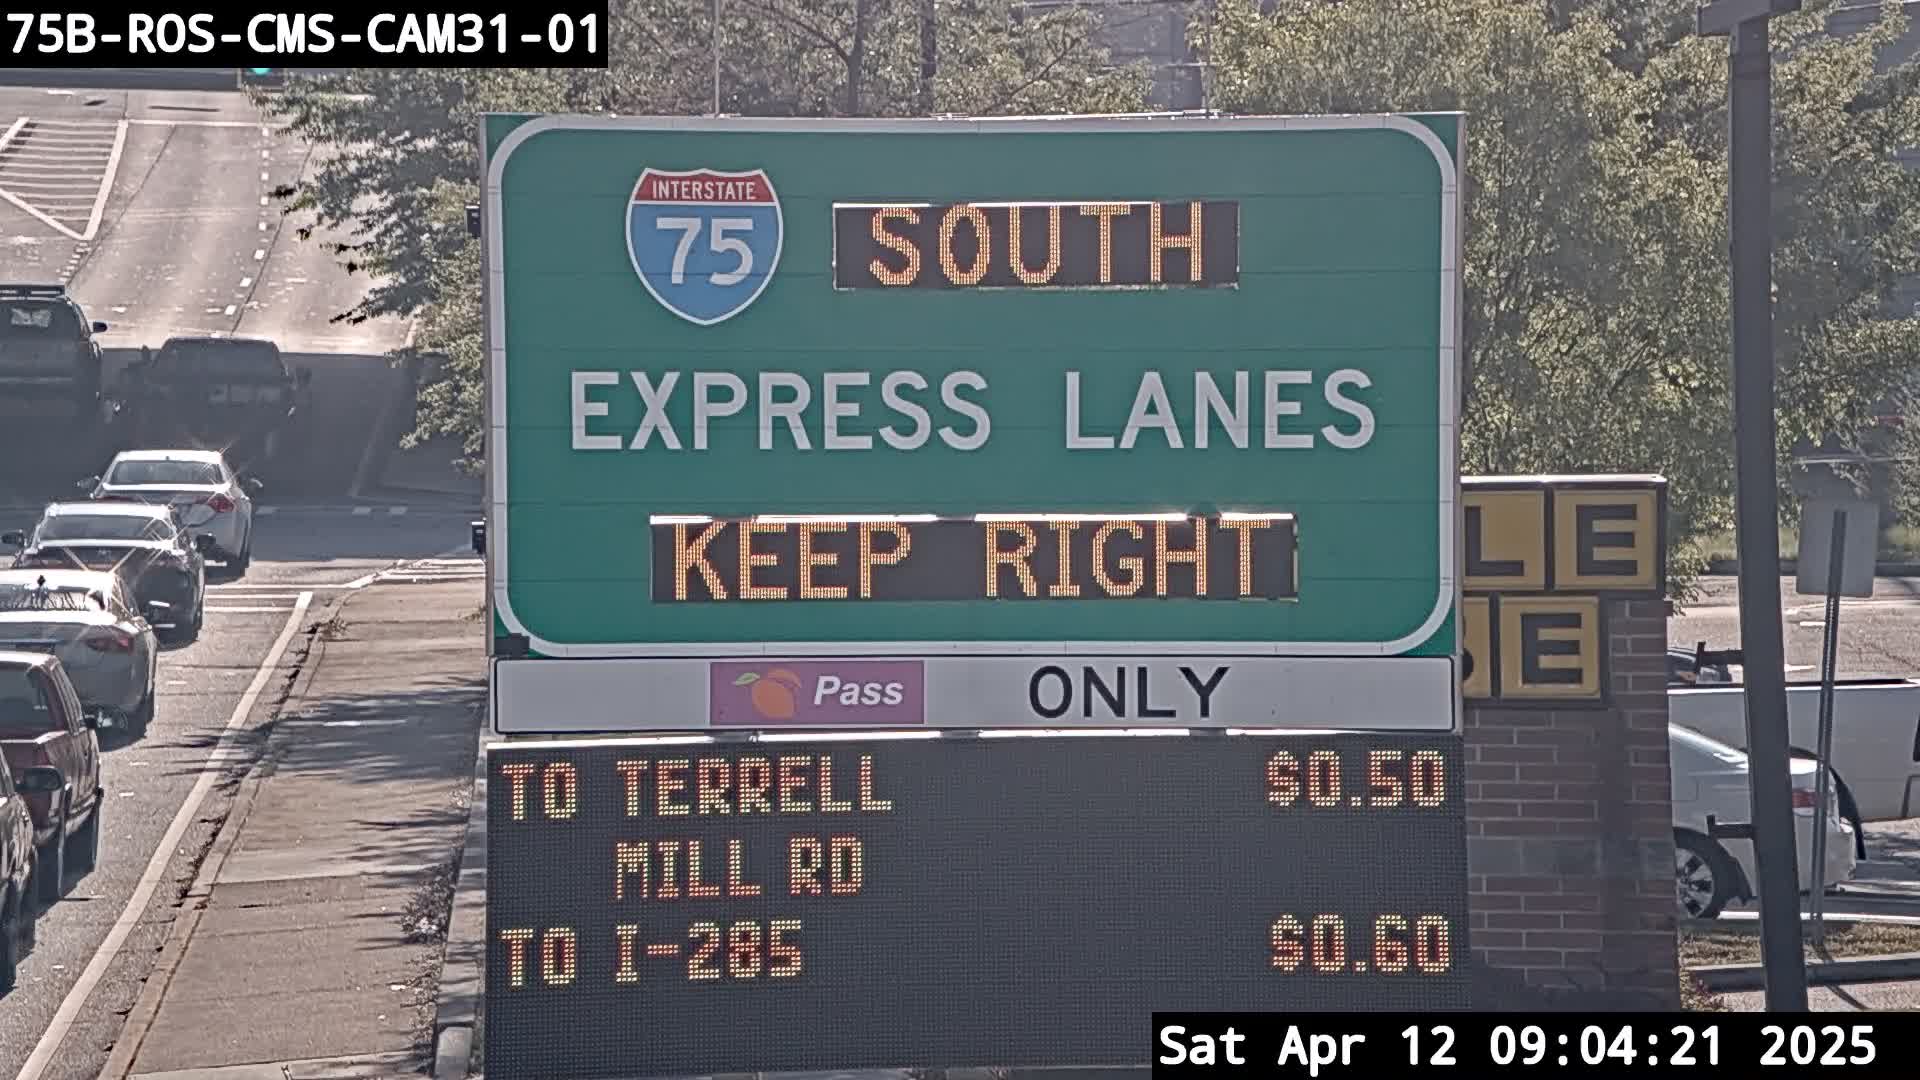 75B-ROS-CMS-CAM31-01
INTERSTATE
75
SOUTH
EXPRESS LANES
KEEP RIGHT
Pass ONLY
TO TERRELL $0.50
MILL RD
TO I-285 $0.60
LE
E
Sat Apr 12 09:04:21 2025